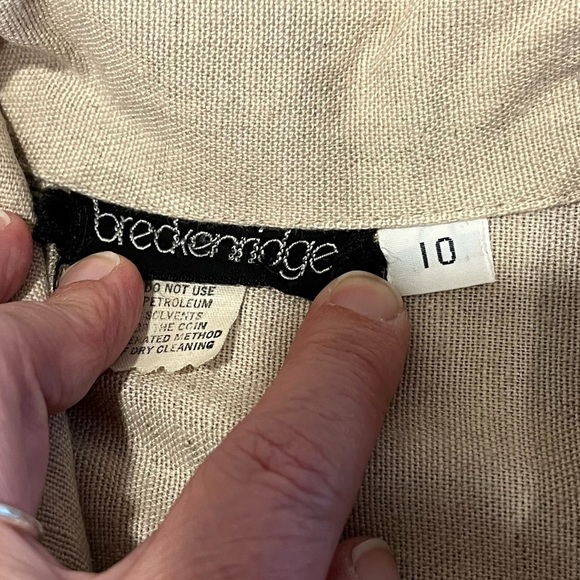 breckenridge
10
DO NOT USE
PETROLEUM
SOLVENTS
THE COIN
METHOD
DRY CLEANING